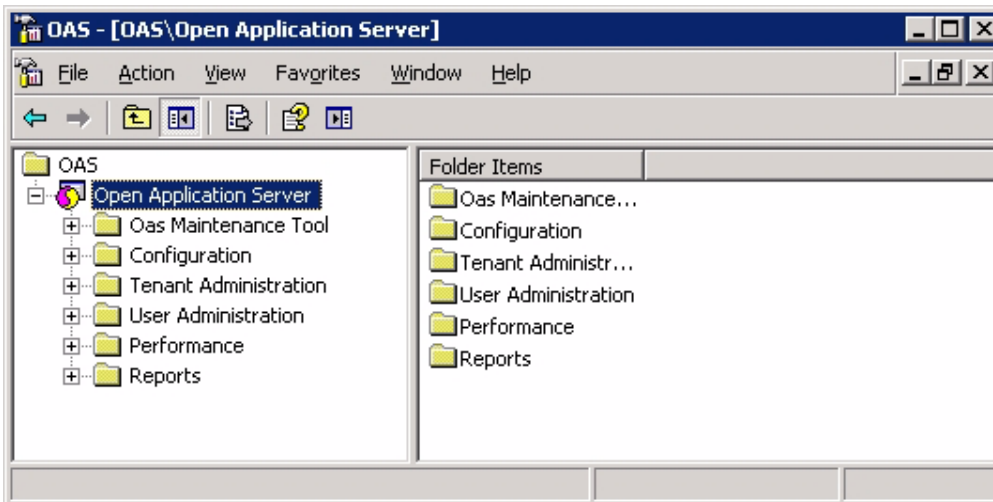 OAS - [OAS\Open Application Server]
File Action View Favorites Window Help
OAS
Open Application Server
Oas Maintenance Tool
Configuration
Tenant Administration
User Administration
Performance
Reports
Folder Items
Oas Maintenance...
Configuration
Tenant Administr...
User Administration
Performance
Reports